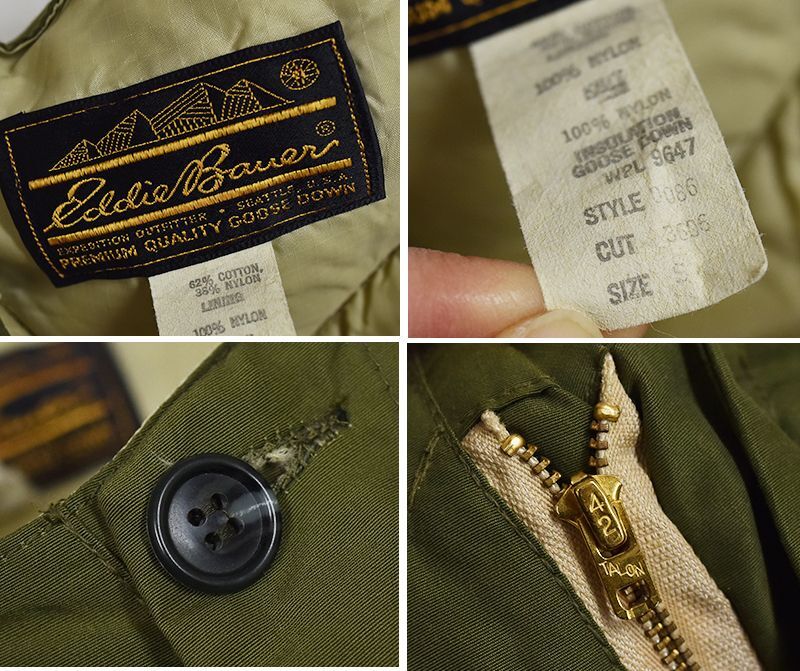 Eddie Bauer®
EXPEDITION OUTFITTER • SEATTLE, U.S.A.
PREMIUM QUALITY GOOSE DOWN
62% COTTON,
38% NYLON
LINING
100% NYLON
100% NYLON
100% NYLON
INSULATION
GOOSE DOWN
WPL 9647
STYLE
CUT
SIZE
42
TALON